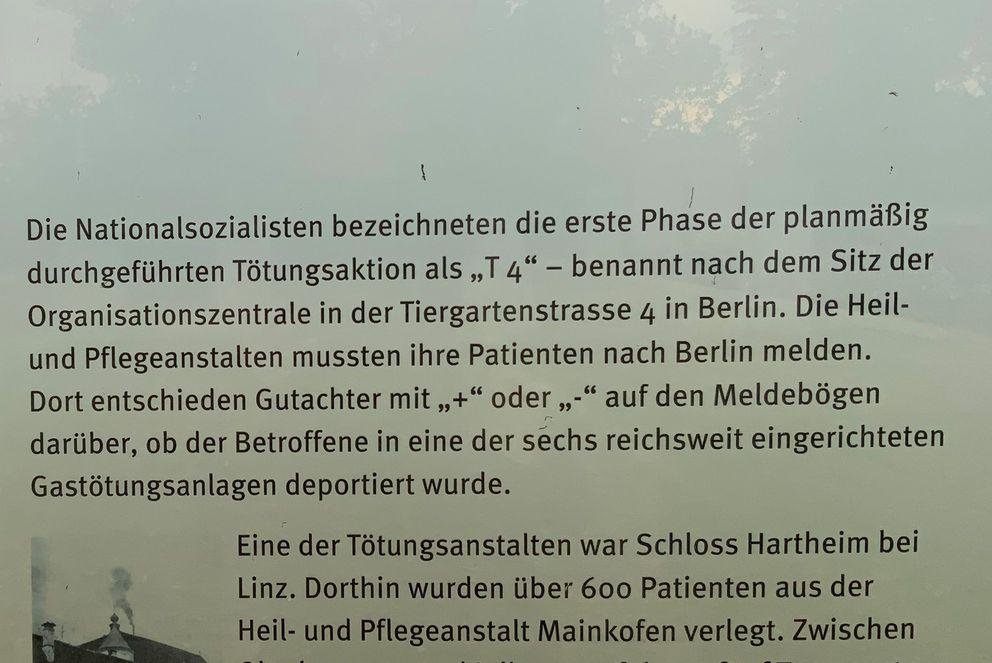 Die Nationalsozialisten bezeichneten die erste Phase der planmäßig
durchgeführten Tötungsaktion als „T 4“ – benannt nach dem Sitz der
Organisationszentrale in der Tiergartenstrasse 4 in Berlin. Die Heil-
und Pflegeanstalten mussten ihre Patienten nach Berlin melden.
Dort entschieden Gutachter mit „+“ oder „-“ auf den Meldebögen
darüber, ob der Betroffene in eine der sechs reichsweit eingerichteten
Gastötungsanlagen deportiert wurde.
Eine der Tötungsanstalten war Schloss Hartheim bei
Linz. Dorthin wurden über 600 Patienten aus der
Heil- und Pflegeanstalt Mainkofen verlegt. Zwischen